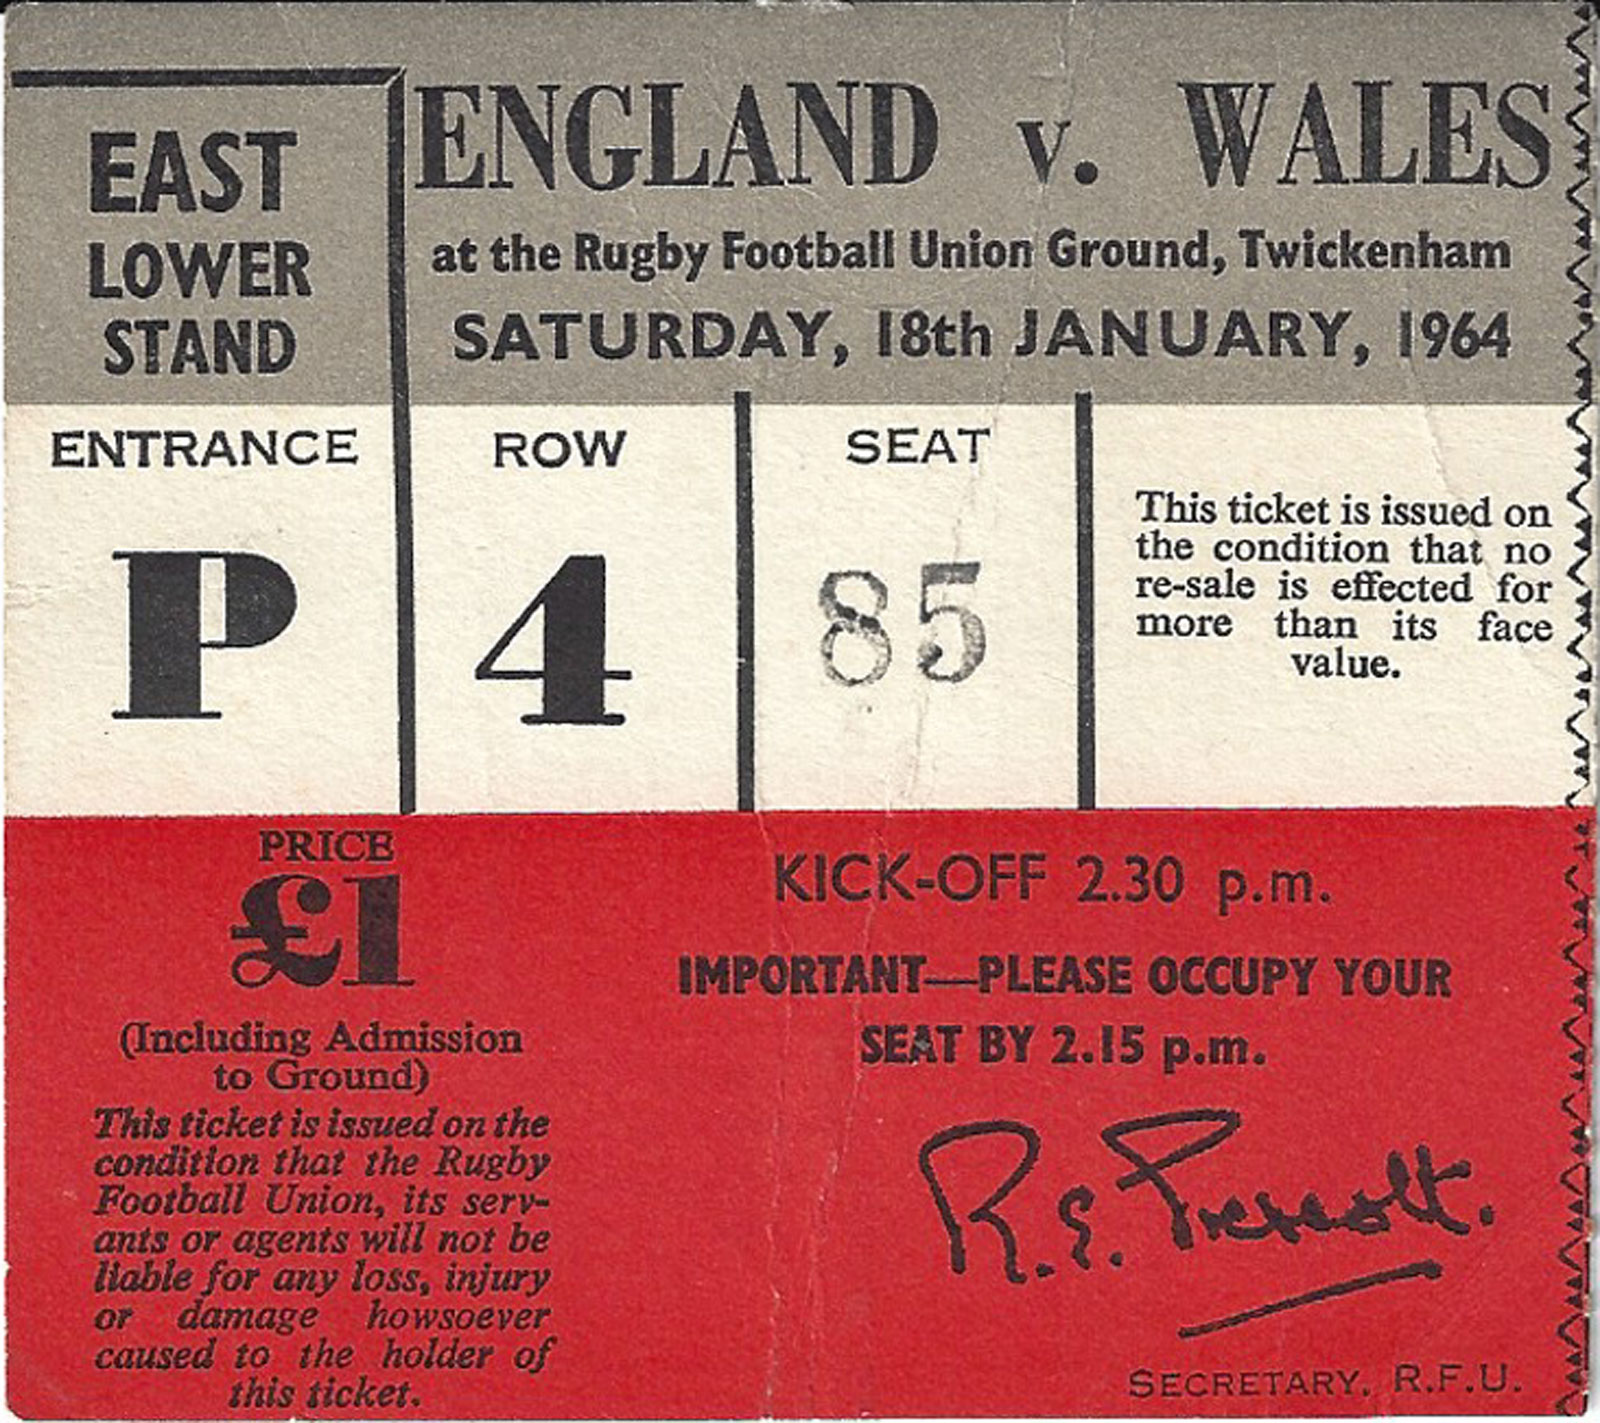 EAST
LOWER
STAND
ENGLAND v. WALES
at the Rugby Football Union Ground, Twickenham
SATURDAY, 18th JANUARY, 1964
ENTRANCE
P
ROW
4
SEAT
85
This ticket is issued on
the condition that no
re-sale is effected for
more than its face
value.
PRICE
£1
(Including Admission
to Ground)
This ticket is issued on the
condition that the Rugby
Football Union, its serv-
ants or agents will not be
liable for any loss, injury
or damage howsoever
caused to the holder of
this ticket.
KICK-OFF 2.30 p.m.
IMPORTANT—PLEASE OCCUPY YOUR
SEAT BY 2.15 p.m.
R. E. Prescott.
SECRETARY, R.F.U.